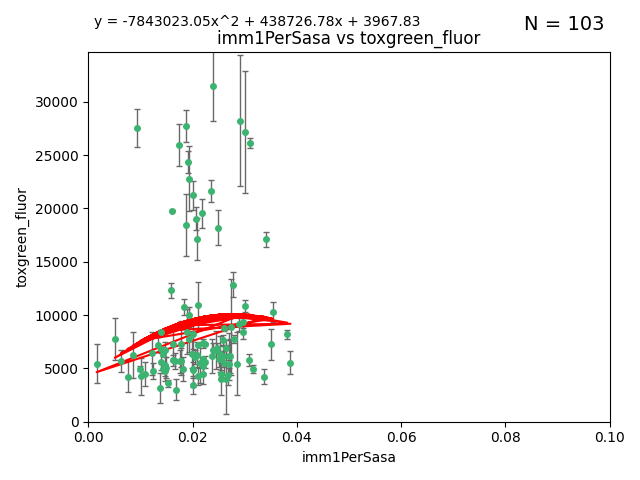 y = -7843023.05x^2 + 438726.78x + 3967.83
N = 103
imm1PerSasa vs toxgreen_fluor
30000
25000
20000
15000
10000
5000
0
toxgreen_fluor
0.00 0.02 0.04 0.06 0.08 0.10
imm1PerSasa